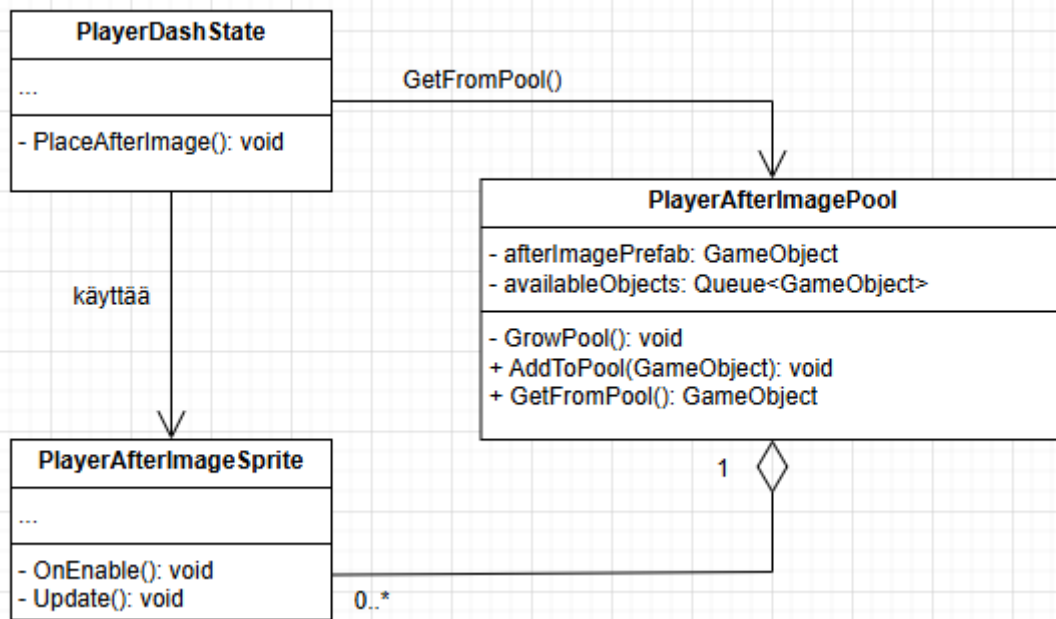 PlayerDashState
...
- PlaceAfterImage(): void
GetFromPool()
käyttää
PlayerAfterImagePool
- afterImagePrefab: GameObject
- availableObjects: Queue<GameObject>
- GrowPool(): void
+ AddToPool(GameObject): void
+ GetFromPool(): GameObject
1
PlayerAfterImageSprite
...
- OnEnable(): void
- Update(): void
0..*